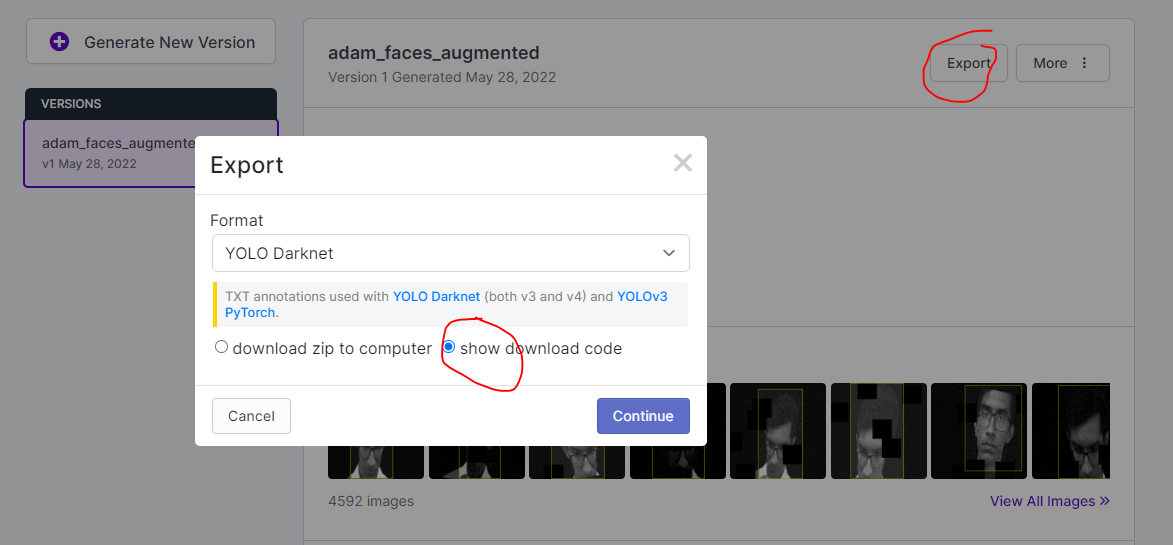 Generate New Version
VERSIONS
adam_faces_augmente
v1 May 28, 2022
adam_faces_augmented
Version 1 Generated May 28, 2022
Export
More
Export
Format
YOLO Darknet
TXT annotations used with YOLO Darknet (both v3 and v4) and YOLOv3
PyTorch.
download zip to computer
show download code
Cancel
Continue
4592 images
View All Images »